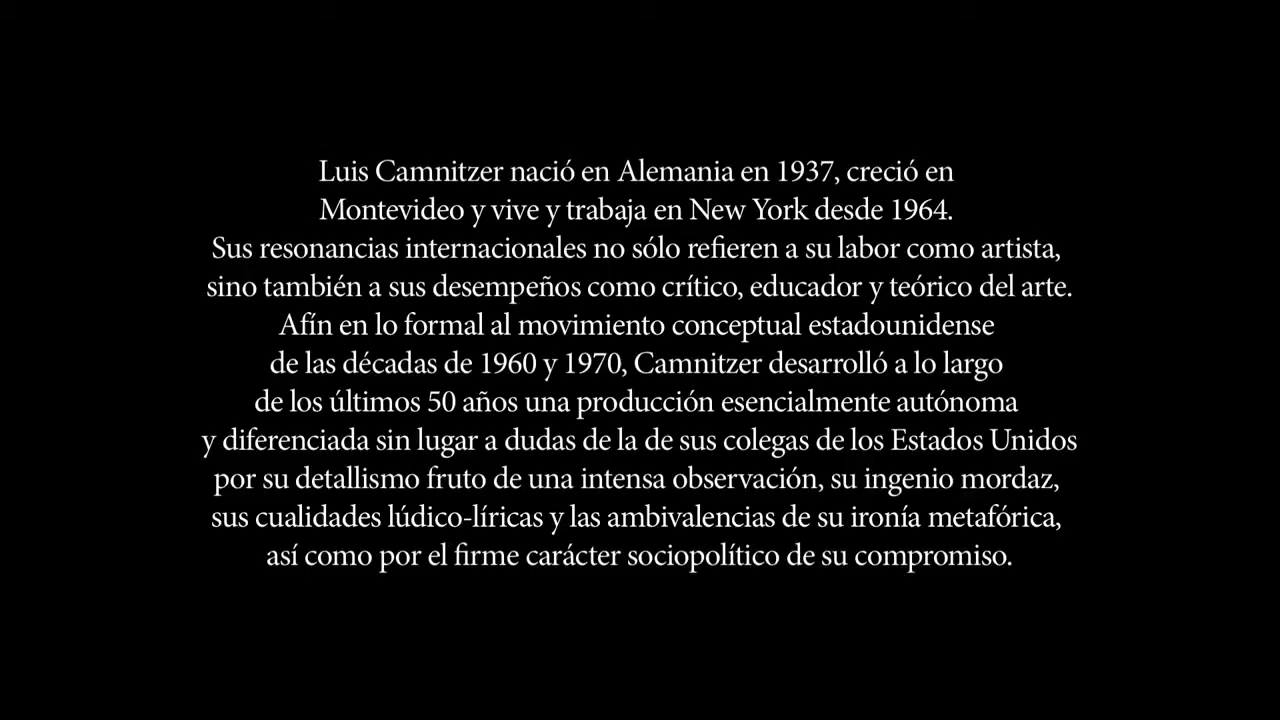 Luis Camnitzer nació en Alemania en 1937, creció en
Montevideo y vive y trabaja en New York desde 1964.
Sus resonancias internacionales no sólo refieren a su labor como artista,
sino también a sus desempeños como crítico, educador y teórico del arte.
Afín en lo formal al movimiento conceptual estadounidense
de las décadas de 1960 y 1970, Camnitzer desarrolló a lo largo
de los últimos 50 años una producción esencialmente autónoma
y diferenciada sin lugar a dudas de la de sus colegas de los Estados Unidos
por su detallismo fruto de una intensa observación, su ingenio mordaz,
sus cualidades lúdico-líricas y las ambivalencias de su ironía metafórica,
así como por el firme carácter sociopolítico de su compromiso.